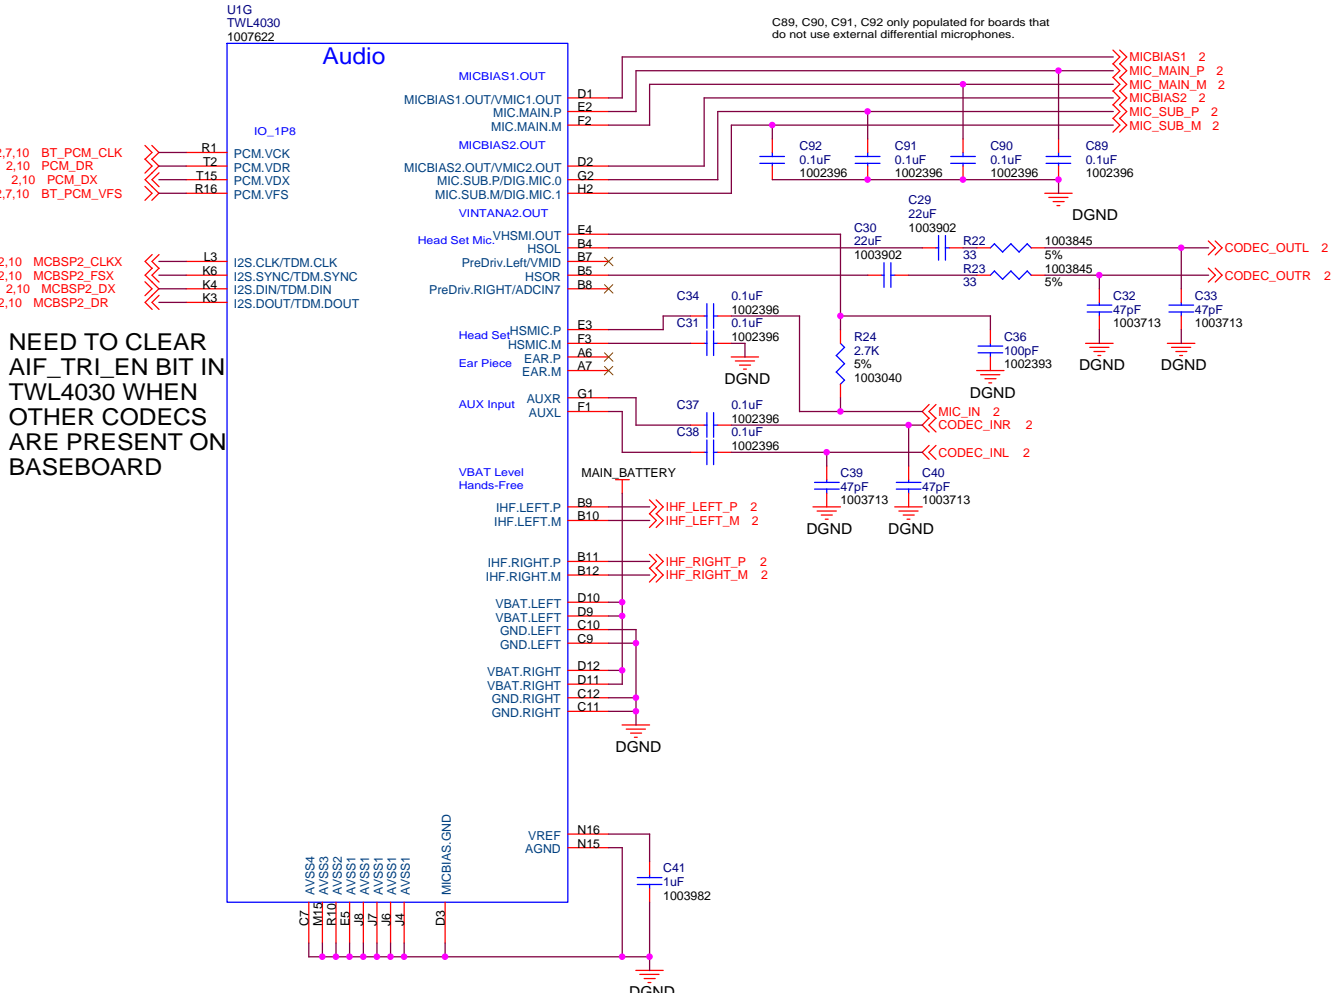 U1G
TWL4030
1007622
Audio
C89, C90, C91, C92 only populated for boards that
do not use external differential microphones.
MICBIAS1.OUT
MICBIAS1.OUT/VMIC1.OUT D1
MIC.MAIN.P E2
MIC.MAIN.M F2
MICBIAS2.OUT
MICBIAS2.OUT/VMIC2.OUT D2
MIC.SUB.P/DIG.MIC.0 G2
MIC.SUB.M/DIG.MIC.1 H2
MICBIAS1 2
MIC_MAIN_P 2
MIC_MAIN_M 2
MICBIAS2 2
MIC_SUB_P 2
MIC_SUB_M 2
C92
0.1uF
1002396
C91
0.1uF
1002396
C90
0.1uF
1002396
C89
0.1uF
1002396
DGND
IO_1P8
2,7,10 BT_PCM_CLK R1 PCM.VCK
2,10 PCM_DR T2 PCM.VDR
2,10 PCM_DX T15 PCM.VDX
2,7,10 BT_PCM_VFS R16 PCM.VFS
2,10 MCBSP2_CLKX L3 I2S.CLK/TDM.CLK
2,10 MCBSP2_FSX K6 I2S.SYNC/TDM.SYNC
2,10 MCBSP2_DX K4 I2S.DIN/TDM.DIN
2,10 MCBSP2_DR K3 I2S.DOUT/TDM.DOUT
NEED TO CLEAR
AIF_TRI_EN BIT IN
TWL4030 WHEN
OTHER CODECS
ARE PRESENT ON
BASEBOARD
VINTANA2.OUT
Head Set Mic.
VHSMI.OUT E4
HSOL B4
PreDriv.Left/VMID B7
HSOR B5
PreDriv.RIGHT/ADCIN7 B8
C29
22uF
1003902
C30
22uF
1003902
R22 1003845
33 5%
R23 1003845
33 5%
CODEC_OUTL 2
CODEC_OUTR 2
C32
47pF
1003713
DGND
C33
47pF
1003713
DGND
Head Set
HSMIC.P E3
HSMIC.M F3
Ear Piece
EAR.P A6
EAR.M A7
C34 0.1uF
1002396
C31 0.1uF
1002396
DGND
R24
2.7K
5%
1003040
C36
100pF
1002393
DGND
AUX Input
AUXR G1
AUXL F1
C37 0.1uF
1002396
C38 0.1uF
1002396
MIC_IN 2
CODEC_INR 2
CODEC_INL 2
C39
47pF
1003713
DGND
C40
47pF
1003713
DGND
VBAT Level
Hands-Free
MAIN_BATTERY
IHF.LEFT.P B9 IHF_LEFT_P 2
IHF.LEFT.M B10 IHF_LEFT_M 2
IHF.RIGHT.P B11 IHF_RIGHT_P 2
IHF.RIGHT.M B12 IHF_RIGHT_M 2
VBAT.LEFT D10
VBAT.LEFT D9
GND.LEFT C10
GND.LEFT C9
VBAT.RIGHT D12
VBAT.RIGHT D11
GND.RIGHT C12
GND.RIGHT C11
DGND
VREF N16
AGND N15
C41
1uF
1003982
AVSS4 C7
AVSS3 M15
AVSS2 R10
AVSS1 E5
AVSS1 J8
AVSS1 J7
AVSS1 J6
AVSS1 J4
MICBIAS.GND D3
DGND